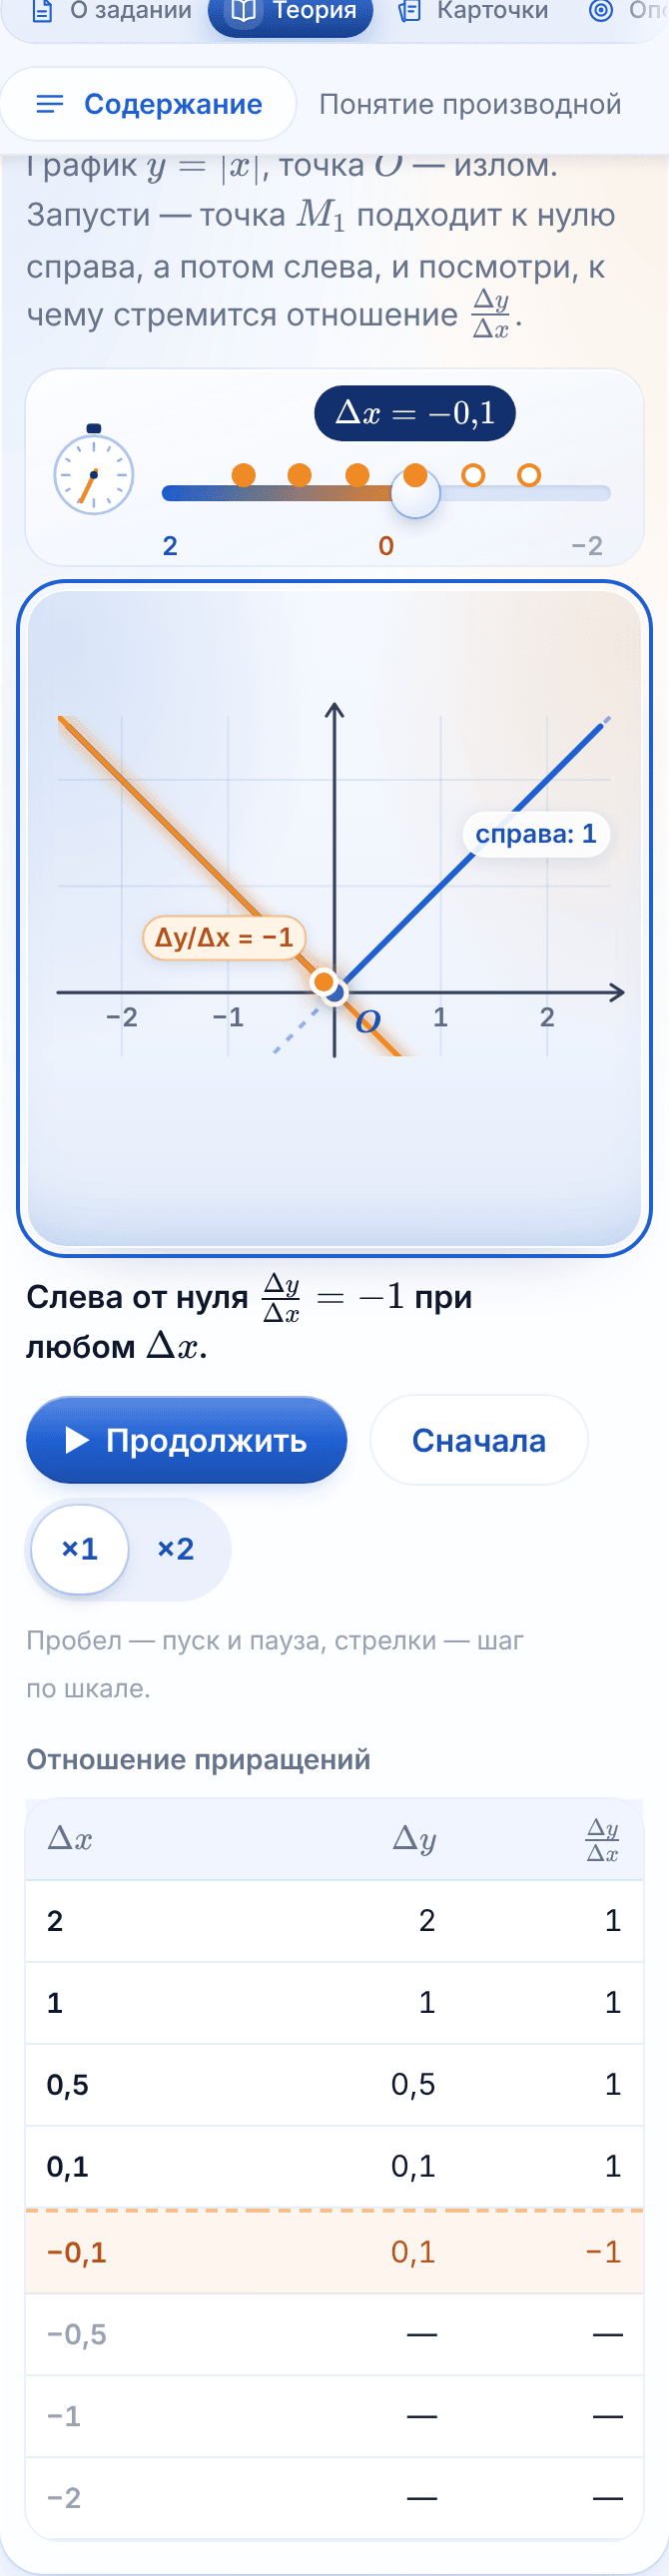 О задании
Теория
Карточки
Содержание
Понятие производной
График y = |x|, точка O — излом.
Запусти — точка M₁ подходит к нулю
справа, а потом слева, и посмотри, к
чему стремится отношение Δy/Δx.
Δx = −0,1
2
0
−2
справа: 1
Δy/Δx = −1
−2
−1
O
1
2
Слева от нуля Δy/Δx = −1 при
любом Δx.
Продолжить
Сначала
×1
×2
Пробел — пуск и пауза, стрелки — шаг
по шкале.
Отношение приращений
Δx Δy Δy/Δx
2 2 1
1 1 1
0,5 0,5 1
0,1 0,1 1
−0,1 0,1 −1
−0,5 — —
−1 — —
−2 — —